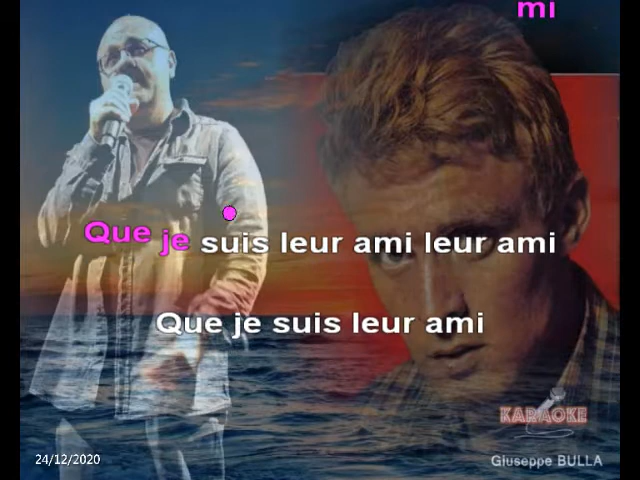 mi
Que je suis leur ami leur ami
Que je suis leur ami
KARAOKE
24/12/2020
Giuseppe BULLA